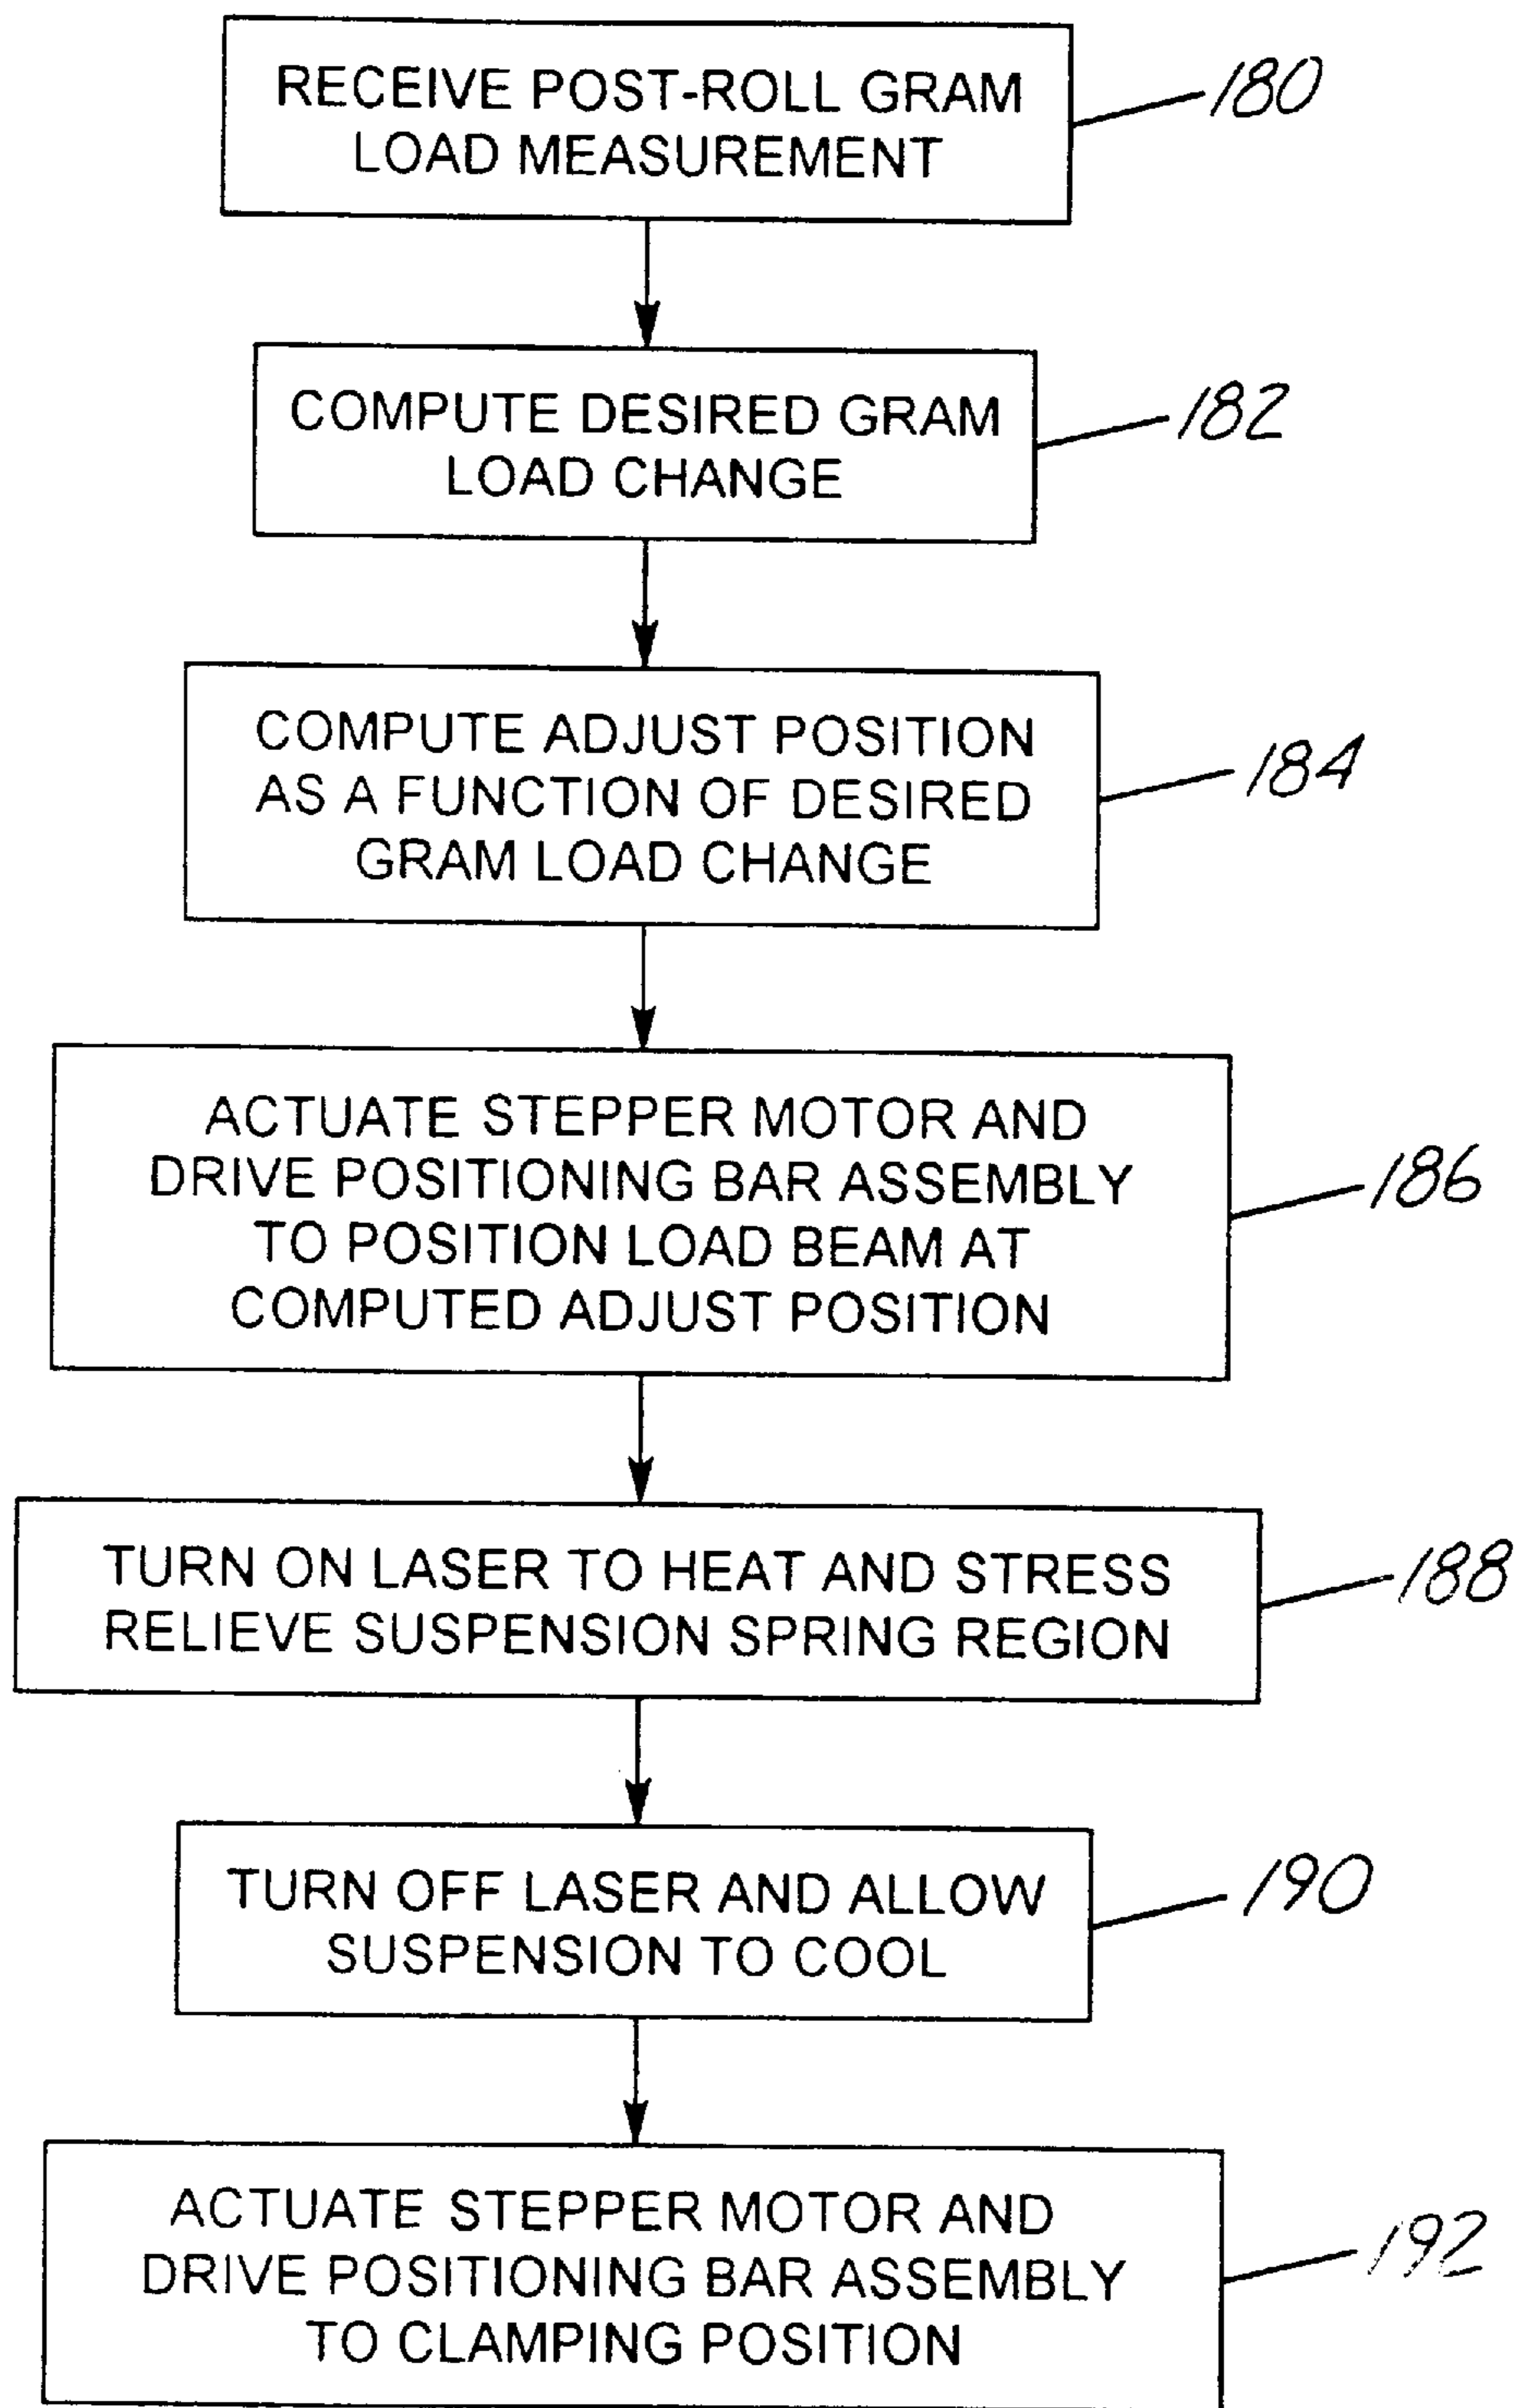 RECEIVE POST-ROLL GRAM
LOAD MEASUREMENT
180
COMPUTE DESIRED GRAM
LOAD CHANGE
182
COMPUTE ADJUST POSITION
AS A FUNCTION OF DESIRED
GRAM LOAD CHANGE
184
ACTUATE STEPPER MOTOR AND
DRIVE POSITIONING BAR ASSEMBLY
TO POSITION LOAD BEAM AT
COMPUTED ADJUST POSITION
186
TURN ON LASER TO HEAT AND STRESS
RELIEVE SUSPENSION SPRING REGION
188
TURN OFF LASER AND ALLOW
SUSPENSION TO COOL
190
ACTUATE STEPPER MOTOR AND
DRIVE POSITIONING BAR ASSEMBLY
TO CLAMPING POSITION
192